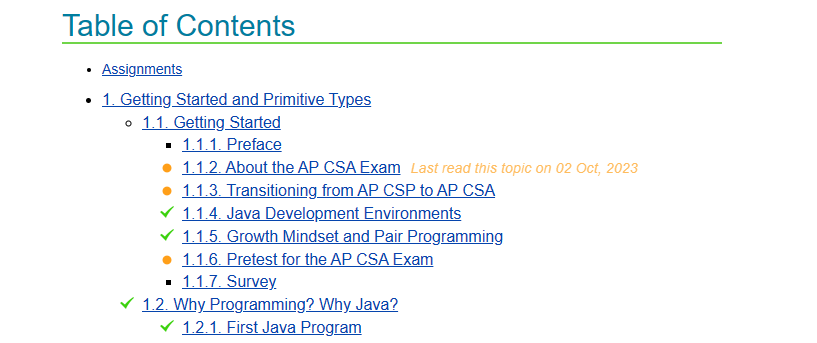 Table of Contents
Assignments
1. Getting Started and Primitive Types
1.1. Getting Started
1.1.1. Preface
1.1.2. About the AP CSA Exam Last read this topic on 02 Oct, 2023
1.1.3. Transitioning from AP CSP to AP CSA
1.1.4. Java Development Environments
1.1.5. Growth Mindset and Pair Programming
1.1.6. Pretest for the AP CSA Exam
1.1.7. Survey
1.2. Why Programming? Why Java?
1.2.1. First Java Program